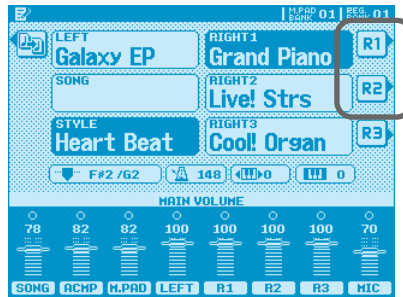 M.PAD BANK 01 REG. BANK 01
LEFT
Galaxy EP
RIGHT1
Grand Piano
R1
SONG
RIGHT2
Live! Strs
R2
STYLE
Heart Beat
RIGHT3
Cool! Organ
R3
F#2/G2 148 0 0
MAIN VOLUME
78 82 82 100 100 100 100 70
SONG ACMP M.PAD LEFT R1 R2 R3 MIC